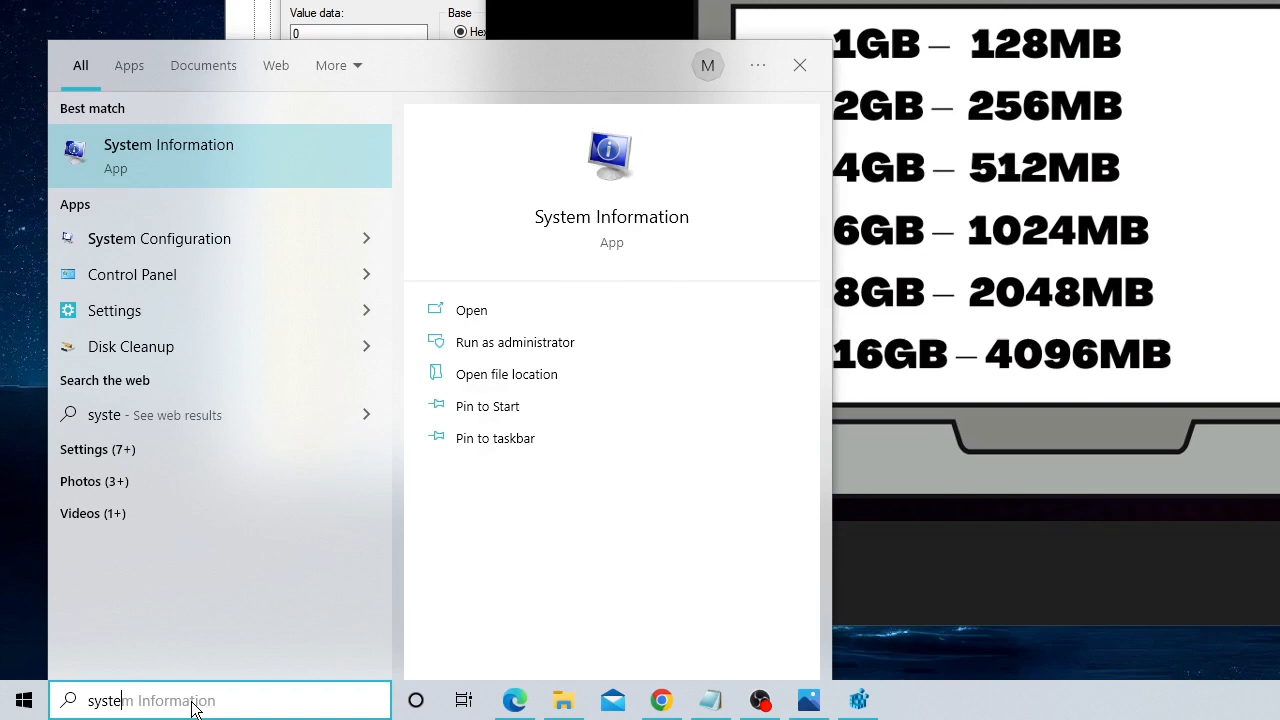 Value data:
Base
0
Hex
All
Apps
Documents
Web
More
M
Best match
System Information
App
Apps
System Configuration
Control Panel
Settings
Disk Cleanup
Search the web
syste - See web results
Settings (7+)
Photos (3+)
Videos (1+)
System Information
App
Open
Run as administrator
Open file location
Pin to Start
Pin to taskbar
1GB – 128MB
2GB – 256MB
4GB – 512MB
6GB – 1024MB
8GB – 2048MB
16GB – 4096MB
system Information